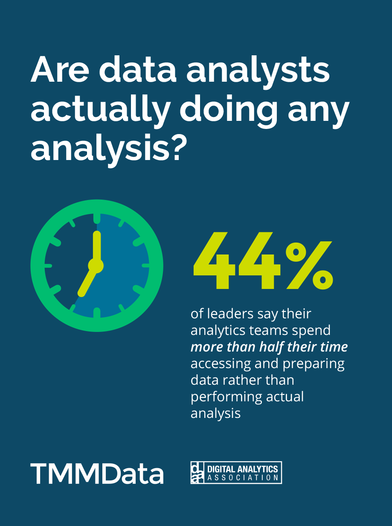 Are data analysts
actually doing any
analysis?
44%
of leaders say their
analytics teams spend
more than half their time
accessing and preparing
data rather than
performing actual
analysis
TMMData
daa
DIGITAL ANALYTICS
ASSOCIATION